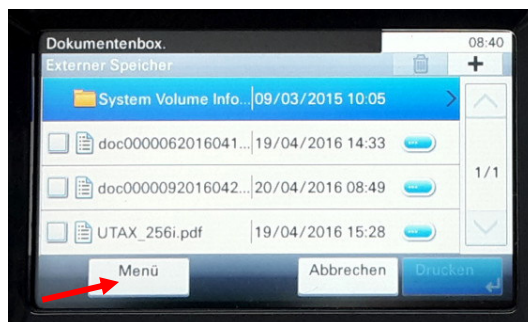 Dokumentenbox. 08:40
Externer Speicher +
System Volume Info... 09/03/2015 10:05
doc0000062016041... 19/04/2016 14:33
doc0000092016042... 20/04/2016 08:49
1/1
UTAX_256i.pdf 19/04/2016 15:28
Menü Abbrechen Drucken